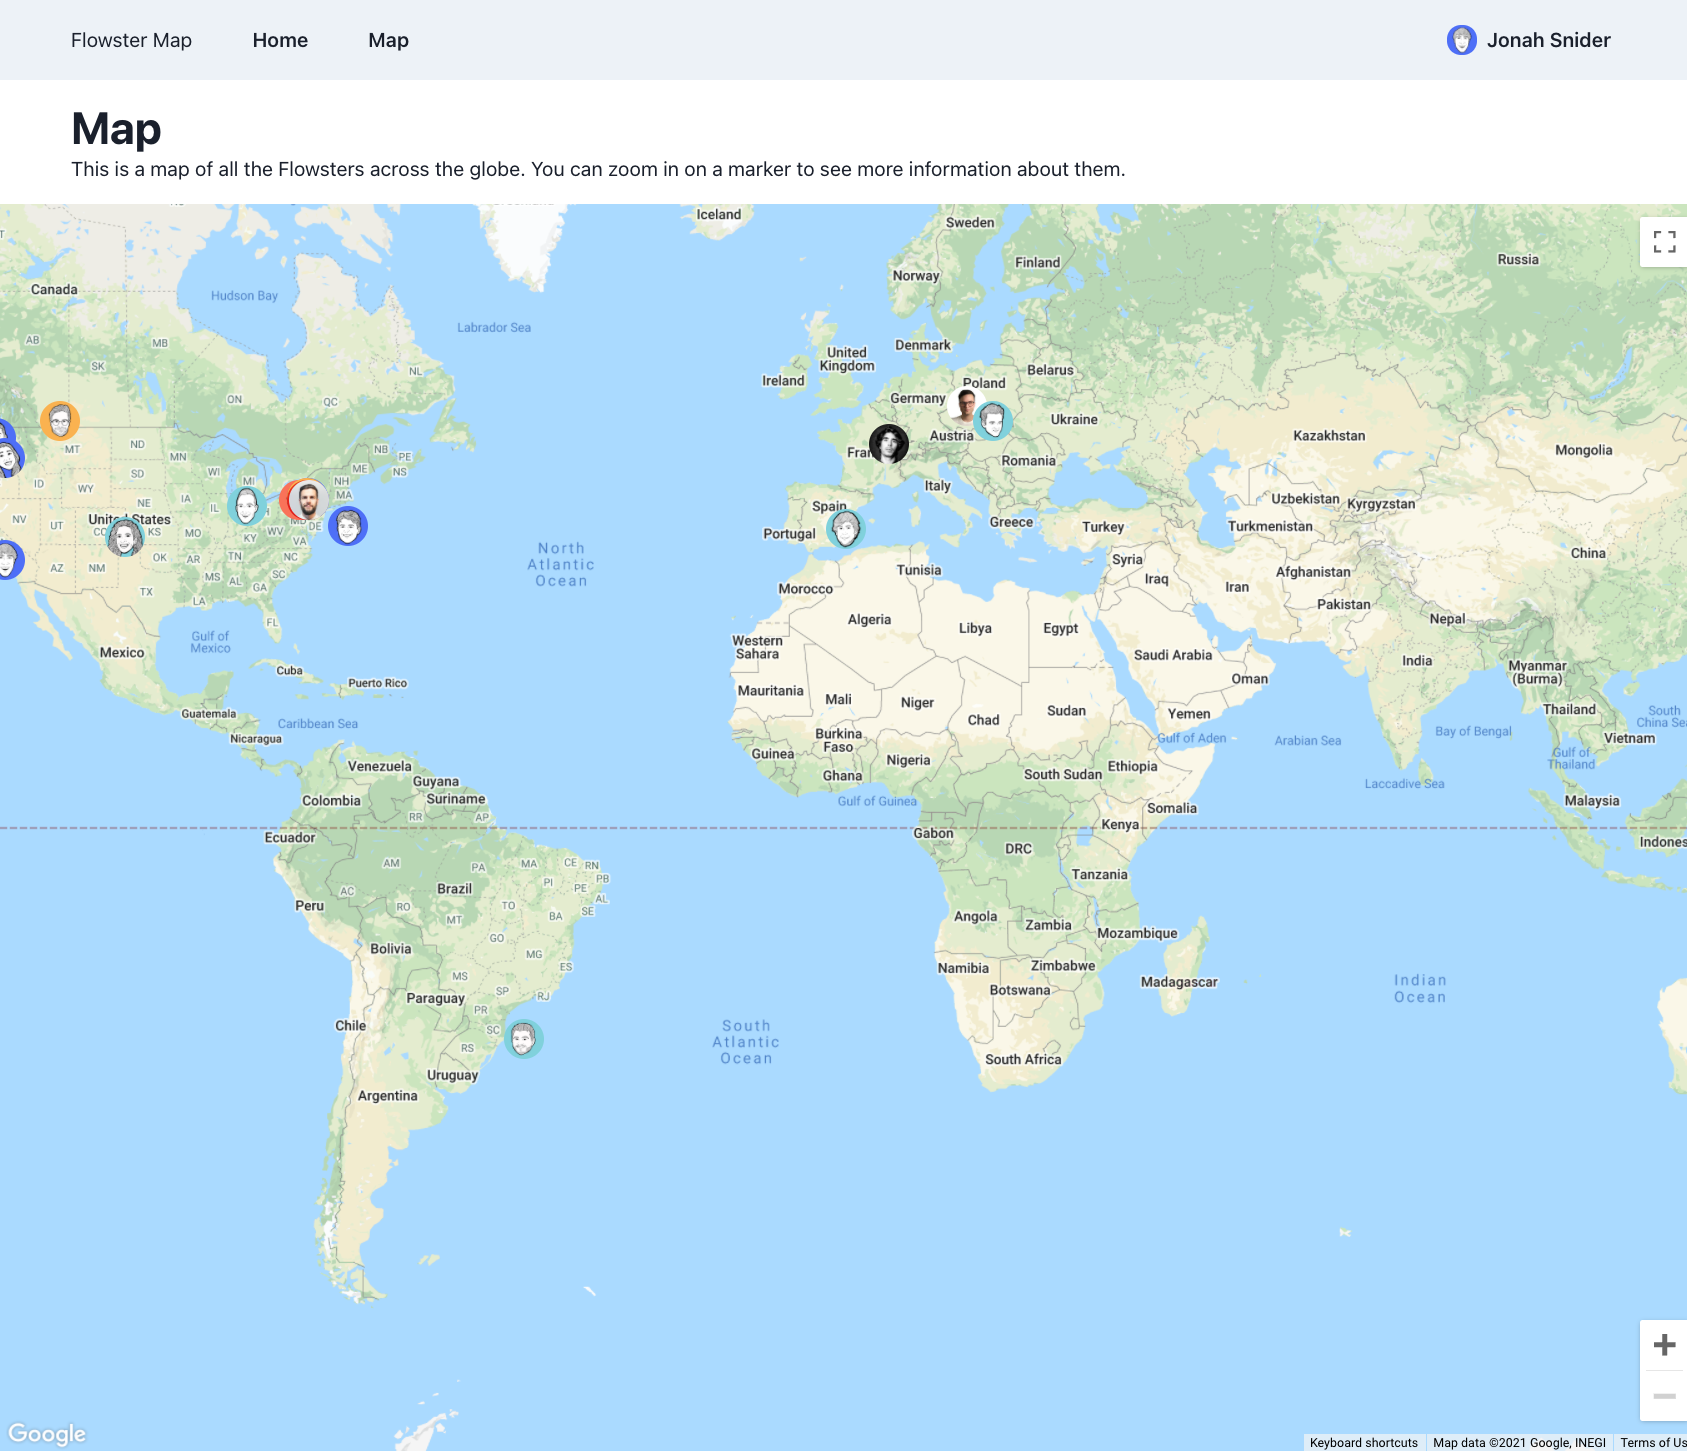 Flowster Map
Home
Map
Jonah Snider
Map
This is a map of all the Flowsters across the globe. You can zoom in on a marker to see more information about them.
Iceland
Sweden
Finland
Norway
Russia
Canada
Hudson Bay
Labrador Sea
AB
MB
SK
NL
ON
QC
Denmark
United
Kingdom
Ireland
Belarus
Poland
Germany
Ukraine
Austria
Kazakhstan
Mongolia
Romania
MT
ND
MN
NB
PE
NS
ME
SD
WI
MI
NH
MA
ID
WY
IA
NE
IL
Italy
Spain
Portugal
Greece
Turkey
Uzbekistan
Kyrgyzstan
Turkmenistan
NV
UT
United States
KS
MO
KY
WV
VA
DE
MD
OK
AR
TN
NC
AZ
NM
MS
AL
GA
SC
TX
LA
FL
North
Atlantic
Ocean
Tunisia
Morocco
Syria
Iraq
Iran
Afghanistan
Pakistan
China
Nepal
Algeria
Libya
Egypt
Western
Sahara
Saudi Arabia
Oman
India
Myanmar
(Burma)
Gulf of
Mexico
Mexico
Cuba
Puerto Rico
Mauritania
Mali
Niger
Chad
Sudan
Yemen
Thailand
Guatemala
Caribbean Sea
Nicaragua
Burkina
Faso
Guinea
Ghana
Nigeria
South Sudan
Ethiopia
Gulf of Aden
Arabian Sea
Bay of Bengal
Gulf of
Thailand
Vietnam
South
China Sea
Laccadive Sea
Venezuela
Guyana
Suriname
Colombia
RR
AP
Gulf of Guinea
Somalia
Malaysia
Ecuador
Gabon
Kenya
DRC
Tanzania
Indones
AM
PA
MA
CE
RN
PB
PI
PE
AL
SE
AC
Brazil
RO
TO
BA
MT
Peru
Angola
Zambia
Mozambique
Bolivia
GO
MG
ES
MS
SP
RJ
PR
SC
RS
Namibia
Zimbabwe
Botswana
Madagascar
Indian
Ocean
Paraguay
Chile
South
Atlantic
Ocean
South Africa
Uruguay
Argentina
Google
Keyboard shortcuts
Map data ©2021 Google, INEGI
Terms of Us